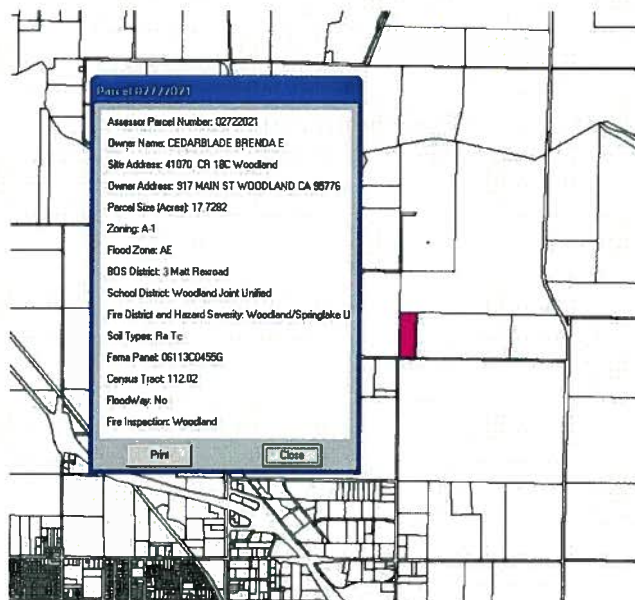 Parcel 02722021
Assessor Parcel Number: 02722021
Owner Name: CEDARBLADE BRENDA E
Site Address: 41070 CR 18C Woodland
Owner Address: 917 MAIN ST WOODLAND CA 95776
Parcel Size (Acres): 17.7282
Zoning: A-1
Flood Zone: AE
BOS District: 3 Matt Rexroad
School District: Woodland Joint Unified
Fire District and Hazard Severity: Woodland/Springlake U
Soil Types: Ra Tc
Fema Panel: 06113C0455G
Census Tract: 112.02
FloodWay: No
Fire Inspection: Woodland
Print
Close